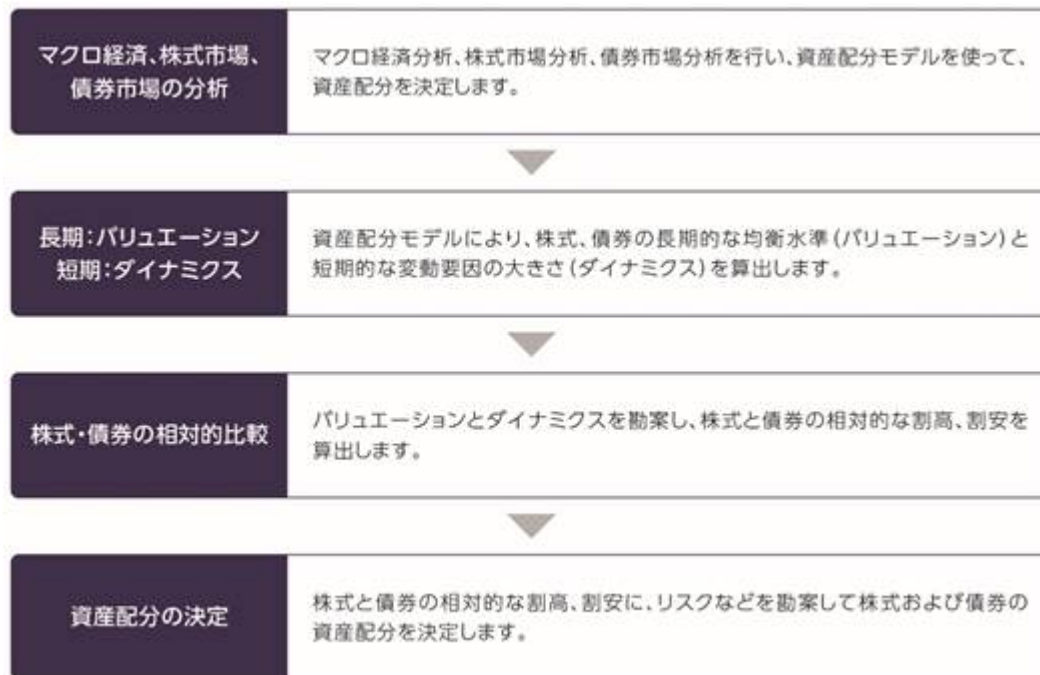 マクロ経済、株式市場、
債券市場の分析
マクロ経済分析、株式市場分析、債券市場分析を行い、資産配分モデルを使って、
資産配分を決定します。
長期：バリュエーション
短期：ダイナミクス
資産配分モデルにより、株式、債券の長期的な均衡水準（バリュエーション）と
短期的な変動要因の大きさ（ダイナミクス）を算出します。
株式・債券の相対的比較
バリュエーションとダイナミクスを勘案し、株式と債券の相対的な割高、割安を
算出します。
資産配分の決定
株式と債券の相対的な割高、割安に、リスクなどを勘案して株式および債券の
資産配分を決定します。